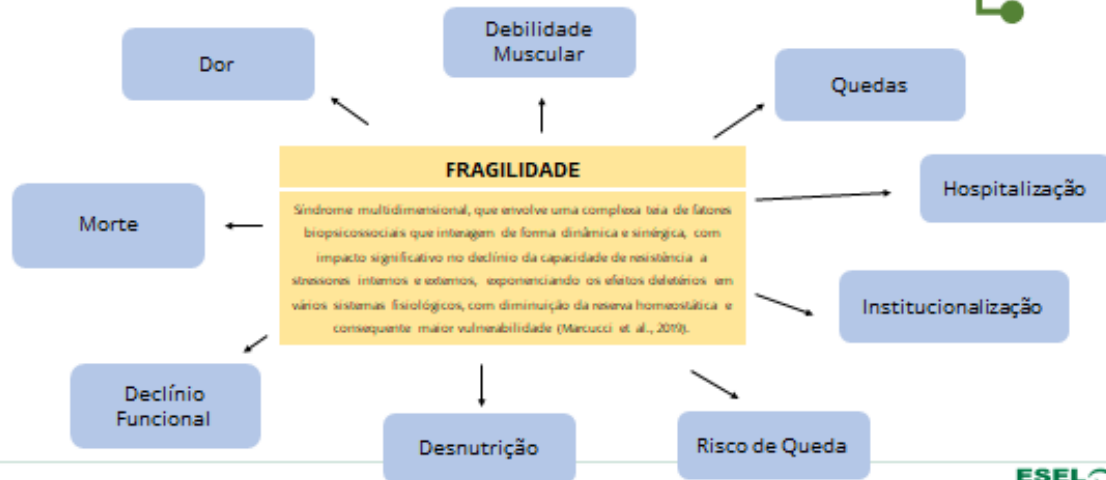 Debilidade
Muscular
Dor
Quedas
FRAGILIDADE
Hospitalização
Síndrome multidimensional, que envolve uma complexa teia de fatores
biopsicossociais que interagem de forma dinâmica e sinérgica, com
impacto significativo no declínio da capacidade de resistência a
stressores internos e externos, exponenciando os efeitos deletérios em
vários sistemas fisiológicos, com diminuição da reserva homeostática e
consequente maior vulnerabilidade (Marcucci et al., 2019).
Morte
Institucionalização
Declínio
Funcional
Desnutrição
Risco de Queda
ESEL